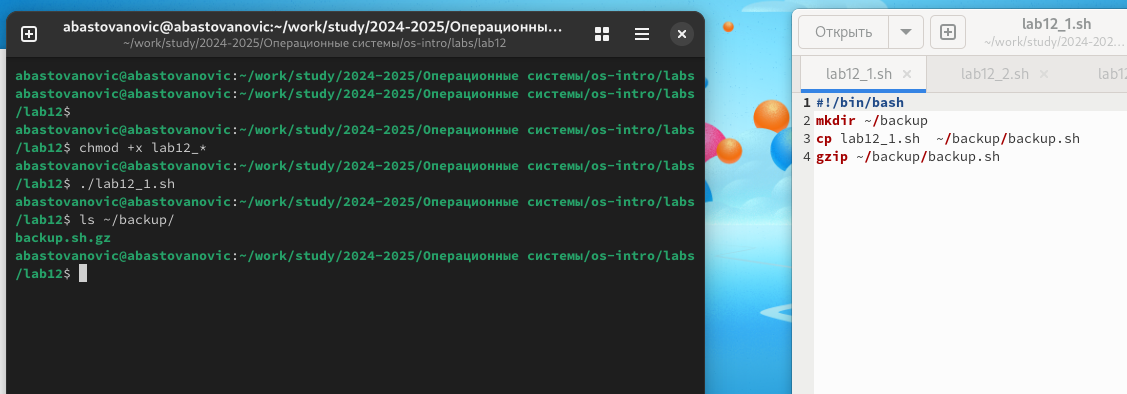 abastovanovic@abastovanovic:~/work/study/2024-2025/Операционны…
~/work/study/2024-2025/Операционные системы/os-intro/labs/lab12
abastovanovic@abastovanovic:~/work/study/2024-2025/Операционные системы/os-intro/labs
abastovanovic@abastovanovic:~/work/study/2024-2025/Операционные системы/os-intro/labs
/lab12$
abastovanovic@abastovanovic:~/work/study/2024-2025/Операционные системы/os-intro/labs
/lab12$ chmod +x lab12_*
abastovanovic@abastovanovic:~/work/study/2024-2025/Операционные системы/os-intro/labs
/lab12$ ./lab12_1.sh
abastovanovic@abastovanovic:~/work/study/2024-2025/Операционные системы/os-intro/labs
/lab12$ ls ~/backup/
backup.sh.gz
abastovanovic@abastovanovic:~/work/study/2024-2025/Операционные системы/os-intro/labs
/lab12$
Открыть
lab12_1.sh
~/work/study/2024-202…
lab12_1.sh × lab12_2.sh × lab12
1 #!/bin/bash
2 mkdir ~/backup
3 cp lab12_1.sh  ~/backup/backup.sh
4 gzip ~/backup/backup.sh